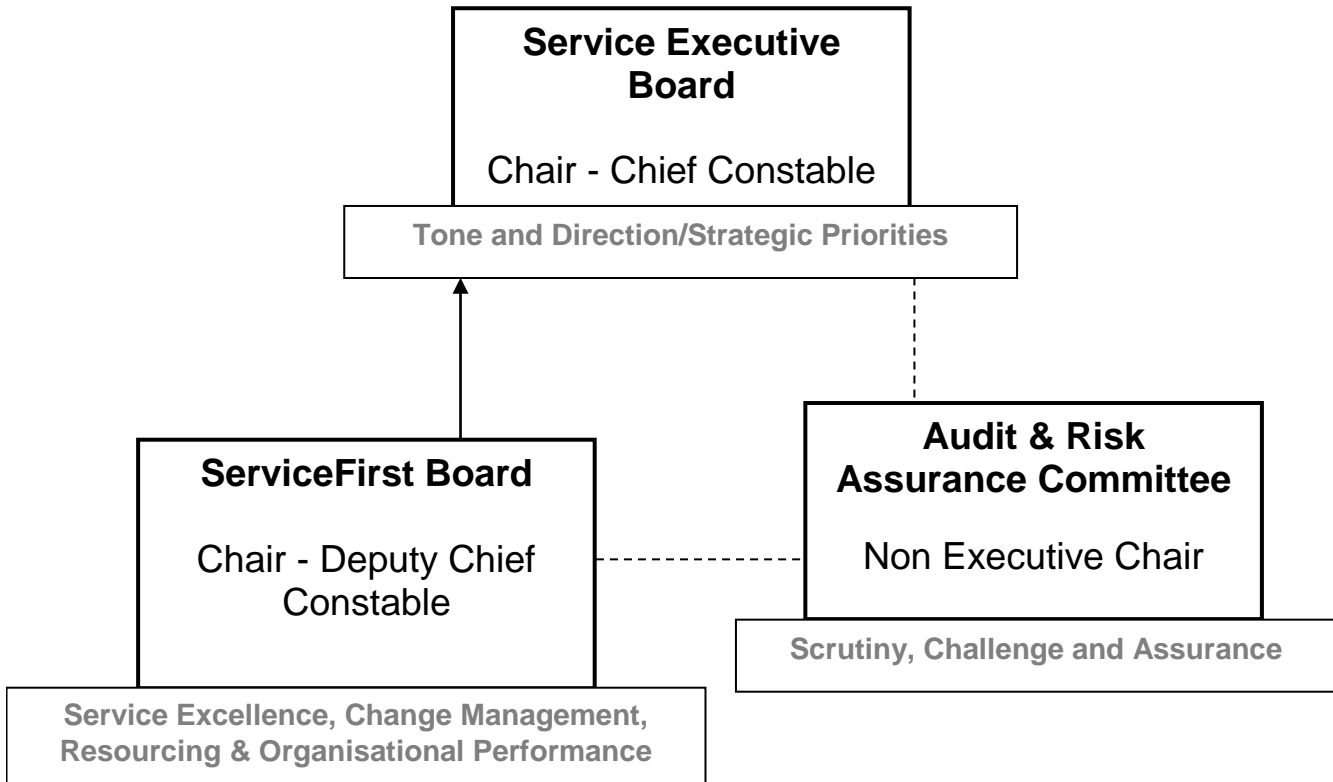 Service Executive
Board
Chair - Chief Constable
Tone and Direction/Strategic Priorities
ServiceFirst Board
Chair - Deputy Chief
Constable
Service Excellence, Change Management,
Resourcing & Organisational Performance
Audit & Risk
Assurance Committee
Non Executive Chair
Scrutiny, Challenge and Assurance